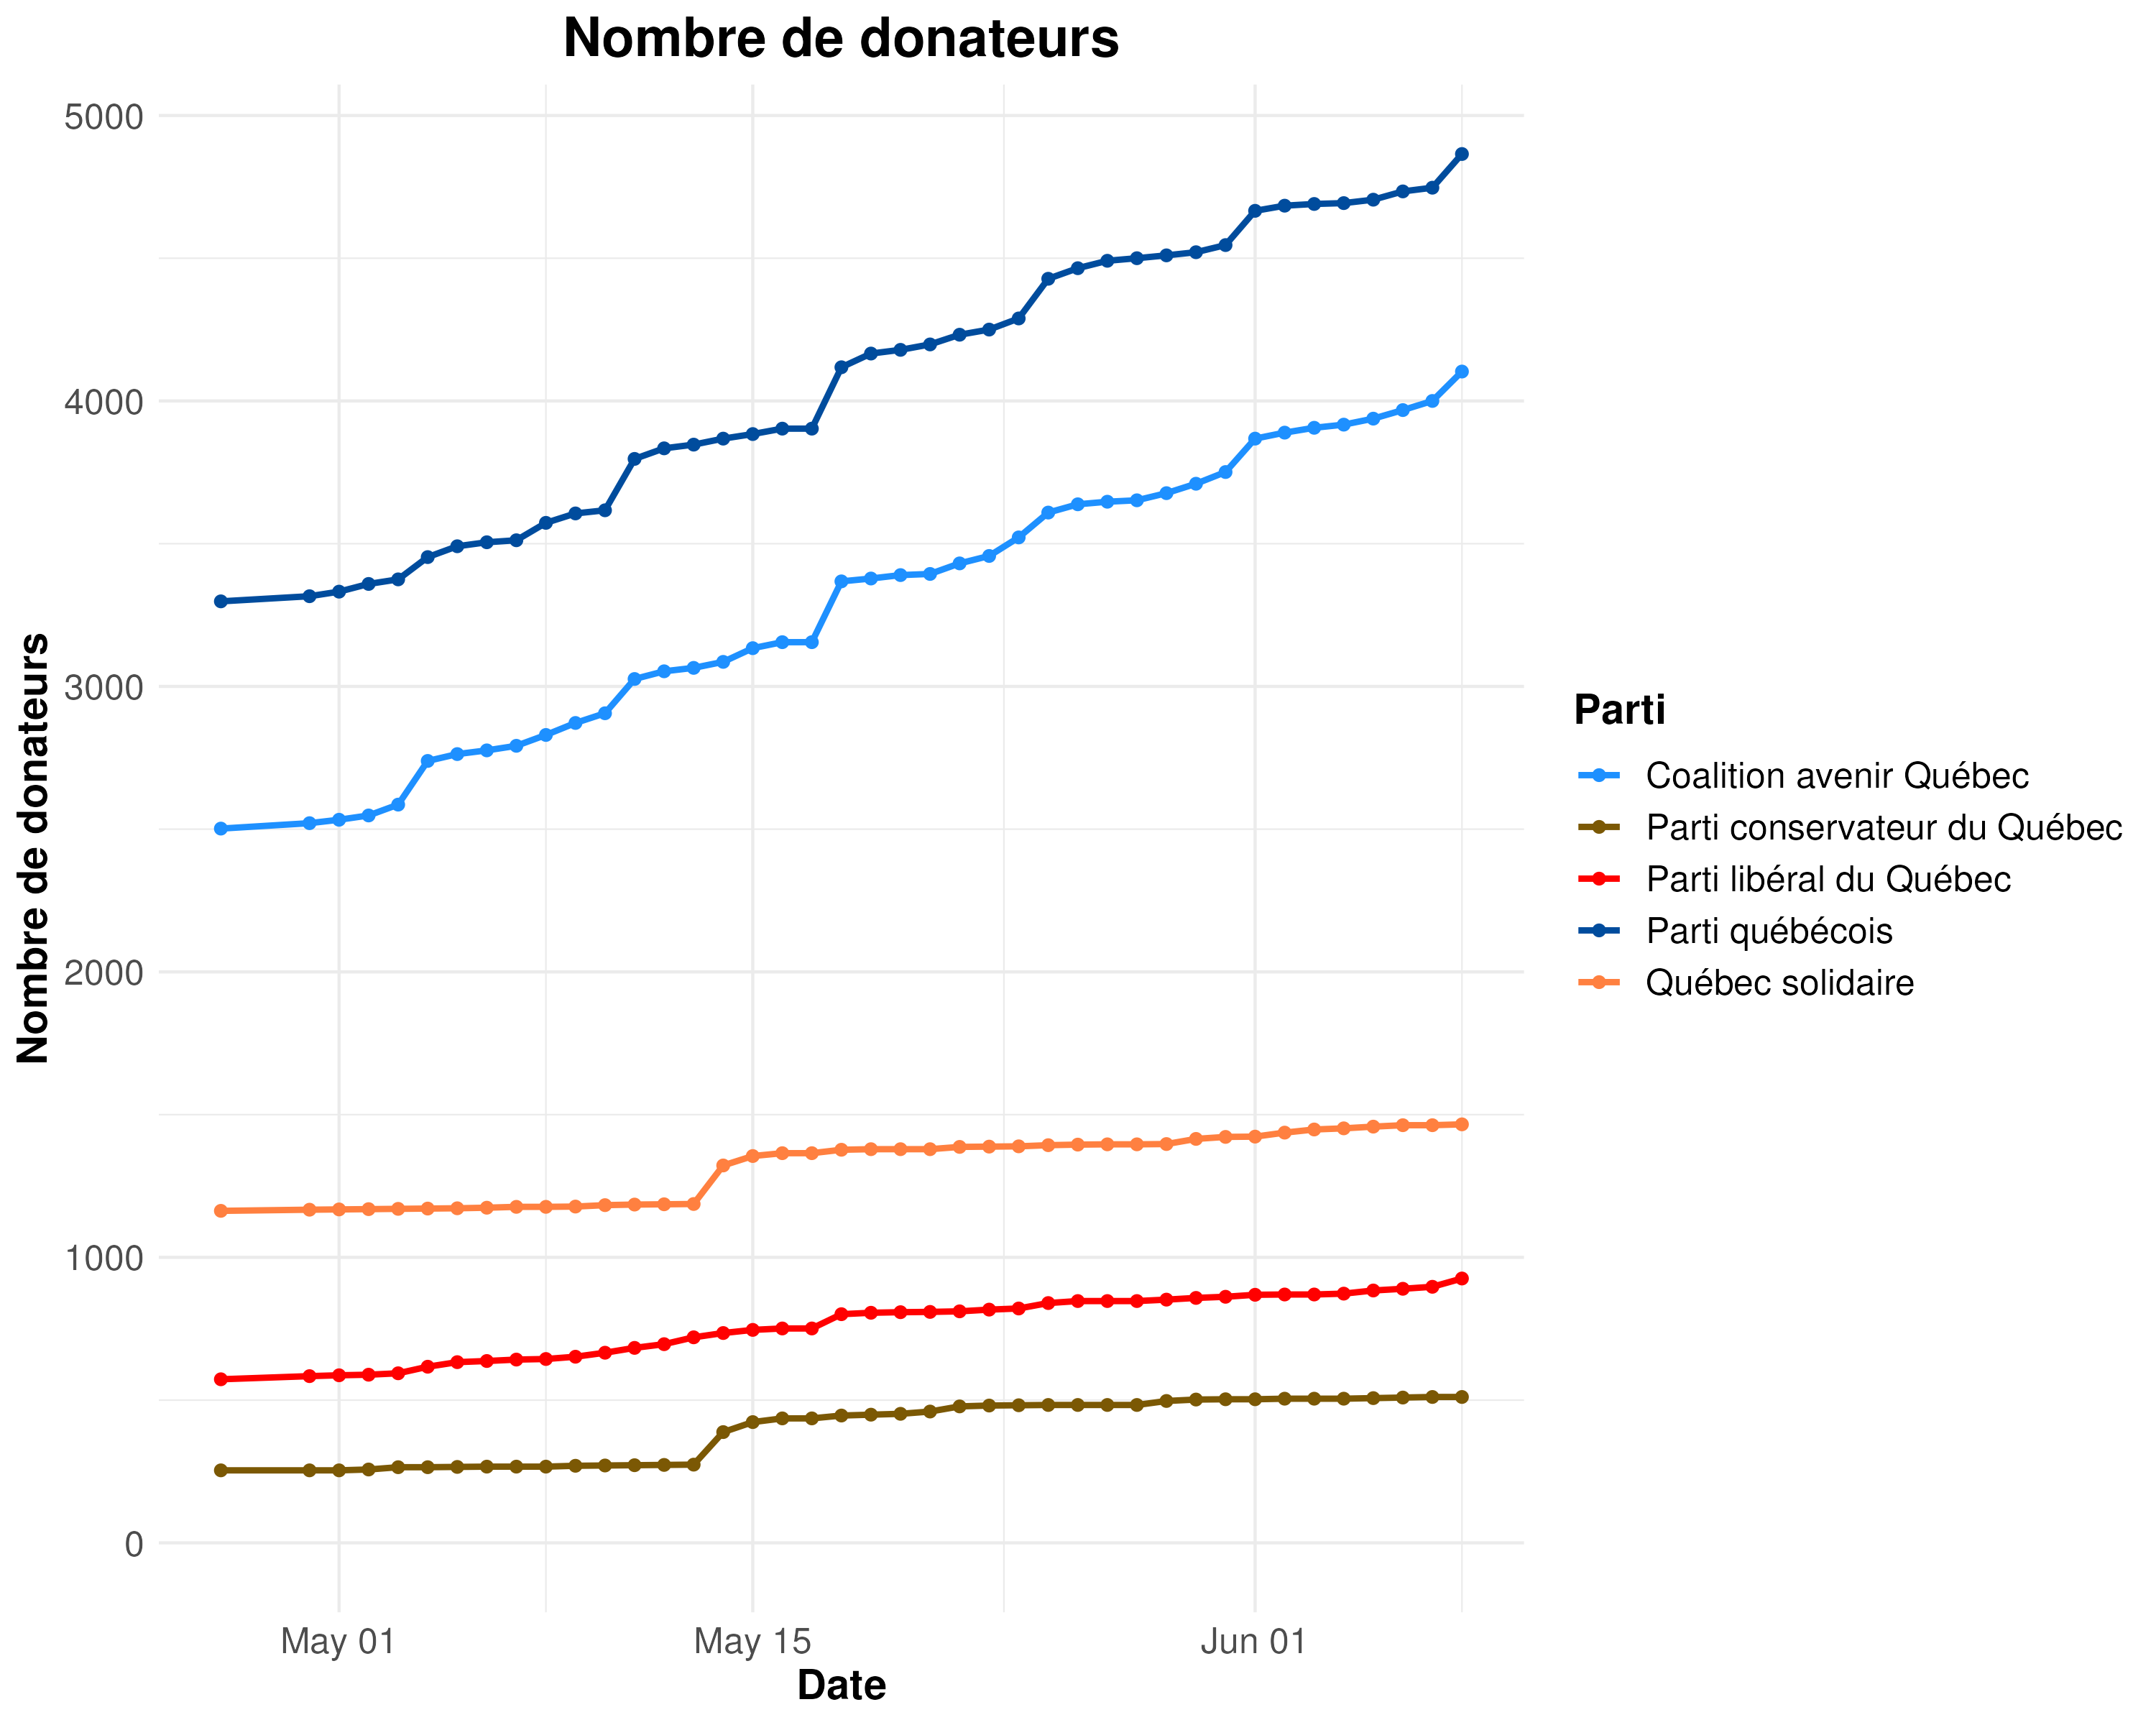 Nombre de donateurs
Nombre de donateurs
5000
4000
3000
2000
1000
0
May 01
May 15
Jun 01
Date
Parti
Coalition avenir Québec
Parti conservateur du Québec
Parti libéral du Québec
Parti québécois
Québec solidaire